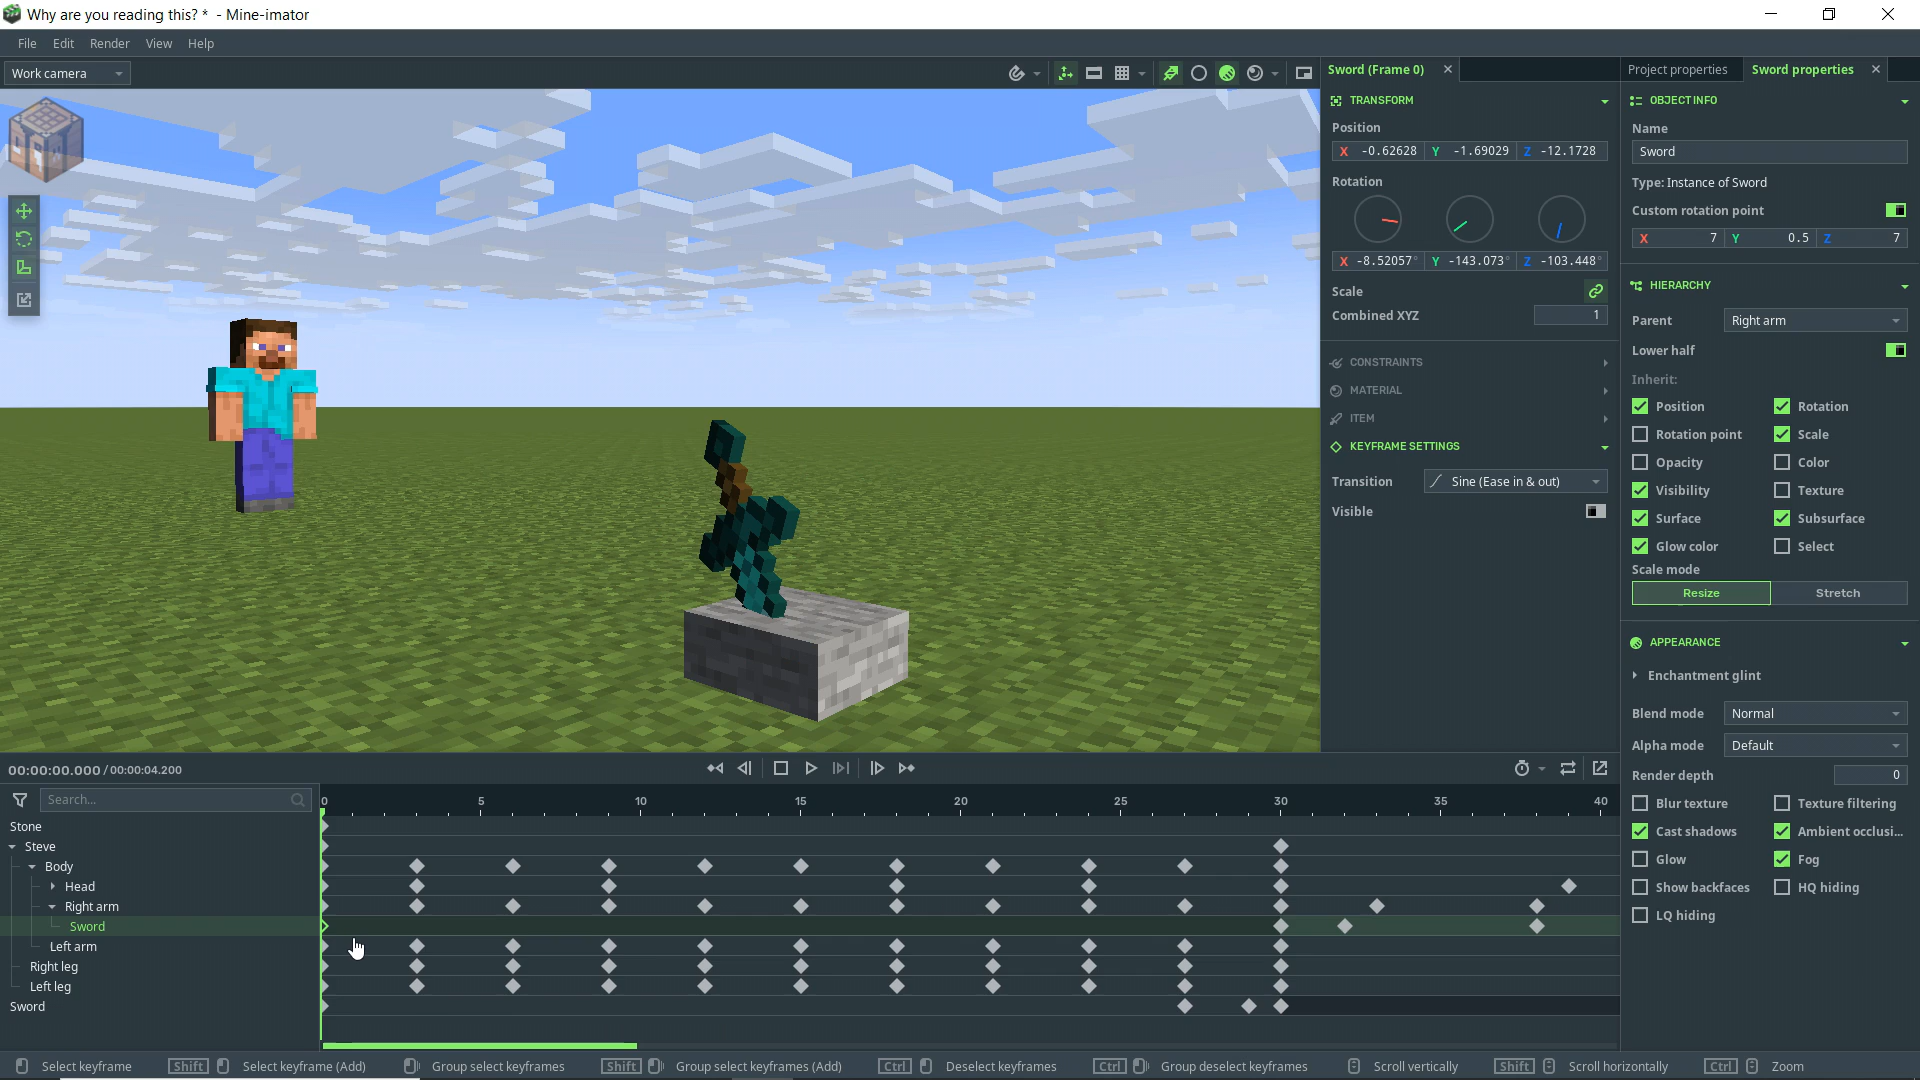 Why are you reading this? * - Mine-imator
File Edit Render View Help
Work camera
Sword (Frame 0)
TRANSFORM
Position
X -0.62628 Y -1.69029 Z -12.1728
Rotation
X -8.52057° Y -143.073° Z -103.448°
Scale
Combined XYZ 1
CONSTRAINTS
MATERIAL
ITEM
KEYFRAME SETTINGS
Transition Sine (Ease in & out)
Visible
Project properties Sword properties
OBJECT INFO
Name
Sword
Type: Instance of Sword
Custom rotation point
X 7 Y 0.5 Z 7
HIERARCHY
Parent Right arm
Lower half
Inherit:
Position Rotation
Rotation point Scale
Opacity Color
Visibility Texture
Surface Subsurface
Glow color Select
Scale mode
Resize Stretch
APPEARANCE
Enchantment glint
Blend mode Normal
Alpha mode Default
Render depth 0
Blur texture Texture filtering
Cast shadows Ambient occlusi...
Glow Fog
Show backfaces HQ hiding
LQ hiding
00:00:00.000 / 00:00:04.200
Search...
0 5 10 15 20 25 30 35 40
Stone
Steve
Body
Head
Right arm
Sword
Left arm
Right leg
Left leg
Sword
Select keyframe Shift Select keyframe (Add) Group select keyframes Shift Group select keyframes (Add) Ctrl Deselect keyframes Ctrl Group deselect keyframes Scroll vertically Shift Scroll horizontally Ctrl Zoom